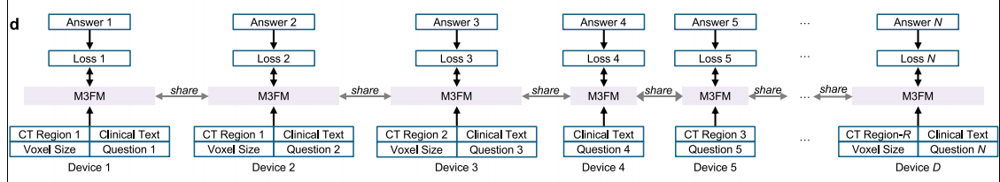 d
Answer 1 Answer 2 Answer 3 Answer 4 Answer 5 ... Answer N
Loss 1 Loss 2 Loss 3 Loss 4 Loss 5 ... Loss N
M3FM share M3FM share M3FM share M3FM share M3FM share ... share M3FM
CT Region 1 Clinical Text CT Region 1 Clinical Text CT Region 2 Clinical Text Clinical Text CT Region 3 ... CT Region-R Clinical Text
Voxel Size Question 1 Voxel Size Question 2 Voxel Size Question 3 Question 4 Question 5 Voxel Size Question N
Device 1 Device 2 Device 3 Device 4 Device 5 Device D